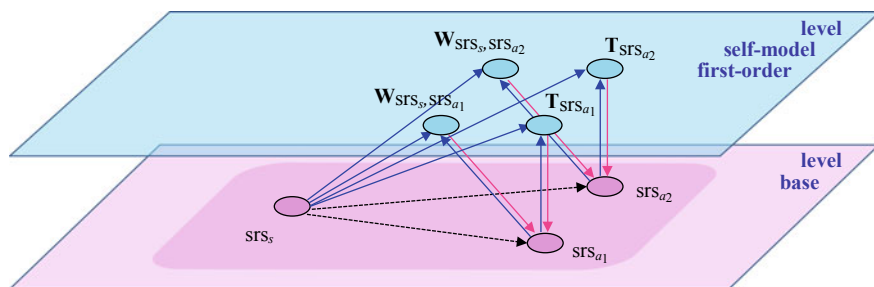 level
self-model
first-order
W srsₛ, srsₐ₂
T srsₐ₂
W srsₛ, srsₐ₁
T srsₐ₁
level
base
srsₐ₂
srsₛ
srsₐ₁